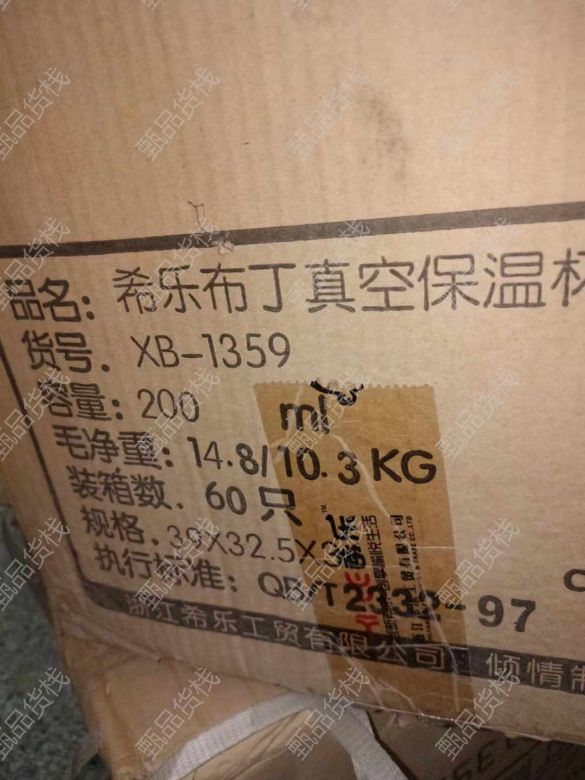 品名: 希乐布丁真空保温杯
货号. XB-1359
容量: 200 ml
毛净重: 14.8/10.3KG
装箱数. 60只
规格. 39X32.5X
执行标准: QB/T2332-97
浙江希乐工贸有限公司 倾情制
甄品货栈